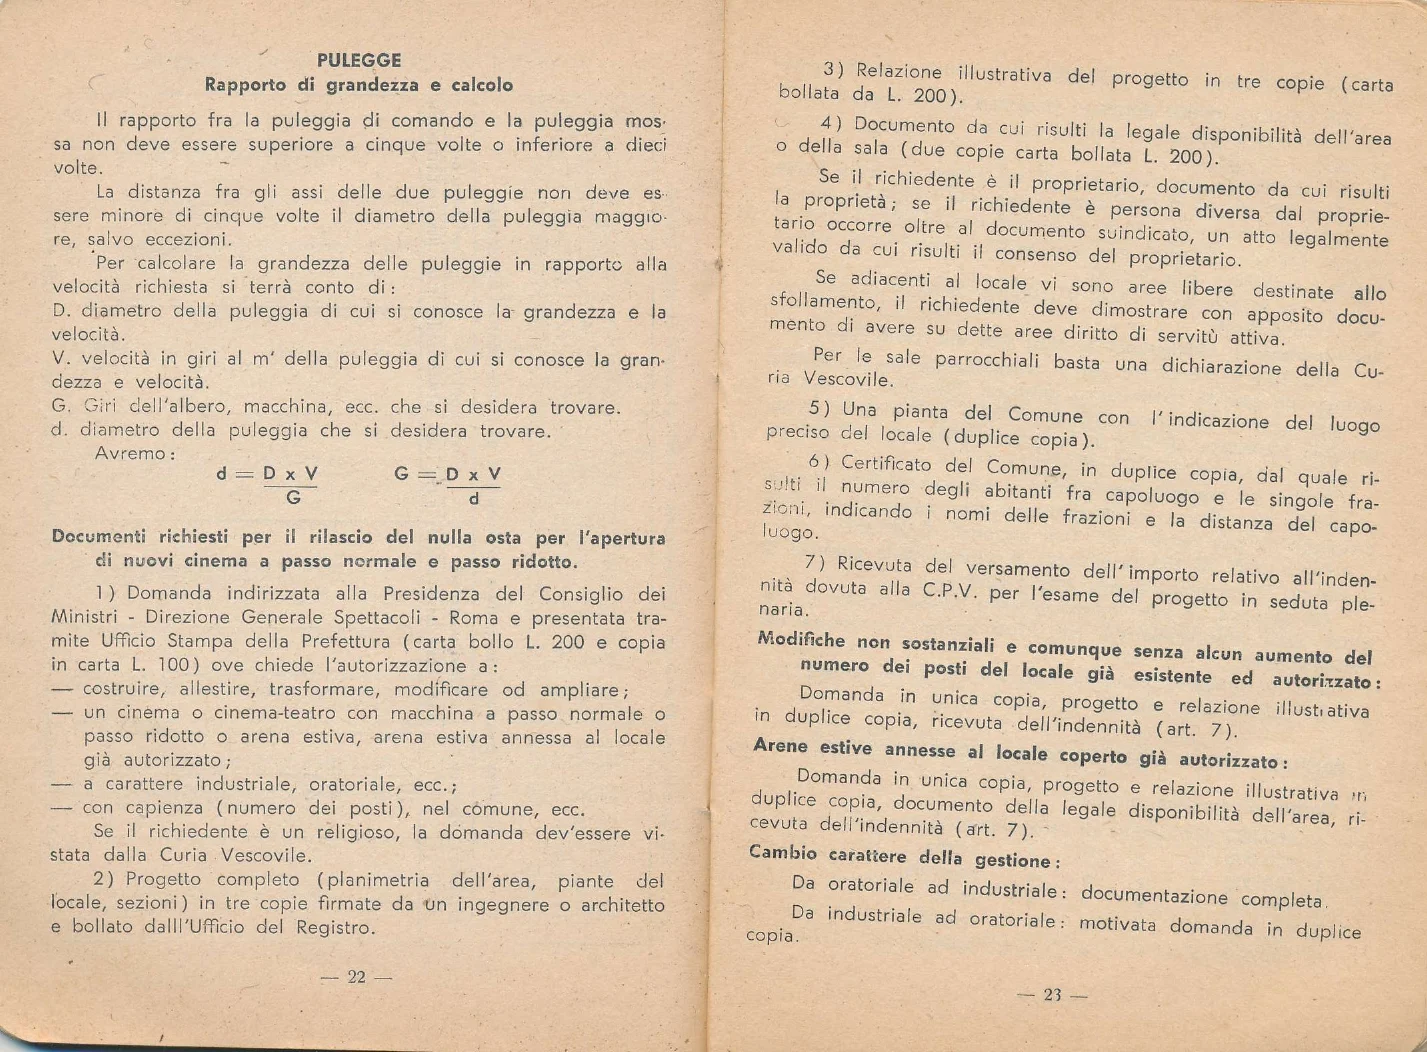 PULEGGE
Rapporto di grandezza e calcolo
Il rapporto fra la puleggia di comando e la puleggia mos-
sa non deve essere superiore a cinque volte o inferiore a dieci
volte.
La distanza fra gli assi delle due puleggie non deve es-
sere minore di cinque volte il diametro della puleggia maggio-
re, salvo eccezioni.
Per calcolare la grandezza delle puleggie in rapporto alla
velocità richiesta si terrà conto di :
D. diametro della puleggia di cui si conosce la grandezza e la
velocità.
V. velocità in giri al m' della puleggia di cui si conosce la gran-
dezza e velocità.
G. Giri dell'albero, macchina, ecc. che si desidera trovare.
d. diametro della puleggia che si desidera trovare.
Avremo :
d = D x V G = D x V
G d
Documenti richiesti per il rilascio del nulla osta per l'apertura
di nuovi cinema a passo normale e passo ridotto.
1 ) Domanda indirizzata alla Presidenza del Consiglio dei
Ministri - Direzione Generale Spettacoli - Roma e presentata tra-
mite Ufficio Stampa della Prefettura ( carta bollo L. 200 e copia
in carta L. 100 ) ove chiede l'autorizzazione a :
— costruire, allestire, trasformare, modificare od ampliare ;
— un cinema o cinema-teatro con macchina a passo normale o
passo ridotto o arena estiva, arena estiva annessa al locale
già autorizzato ;
— a carattere industriale, oratoriale, ecc. ;
— con capienza ( numero dei posti ), nel comune, ecc.
Se il richiedente è un religioso, la domanda dev'essere vi-
stata dalla Curia Vescovile.
2 ) Progetto completo ( planimetria dell'area, piante del
locale, sezioni ) in tre copie firmate da un ingegnere o architetto
e bollato dalll'Ufficio del Registro.
— 22 —
3 ) Relazione illustrativa del progetto in tre copie ( carta
bollata da L. 200 ).
4 ) Documento da cui risulti la legale disponibilità dell'area
o della sala ( due copie carta bollata L. 200 ).
Se il richiedente è il proprietario, documento da cui risulti
la proprietà ; se il richiedente è persona diversa dal proprie-
tario occorre oltre al documento suindicato, un atto legalmente
valido da cui risulti il consenso del proprietario.
Se adiacenti al locale vi sono aree libere destinate allo
sfollamento, il richiedente deve dimostrare con apposito docu-
mento di avere su dette aree diritto di servitù attiva.
Per le sale parrocchiali basta una dichiarazione della Cu-
ria Vescovile.
5 ) Una pianta del Comune con l' indicazione del luogo
preciso del locale ( duplice copia ).
6 ) Certificato del Comune, in duplice copia, dal quale ri-
sulti il numero degli abitanti fra capoluogo e le singole fra-
zioni, indicando i nomi delle frazioni e la distanza del capo-
luogo.
7 ) Ricevuta del versamento dell' importo relativo all'inden-
nità dovuta alla C.P.V. per l'esame del progetto in seduta ple-
naria.
Modifiche non sostanziali e comunque senza alcun aumento del
numero dei posti del locale già esistente ed autorizzato :
Domanda in unica copia, progetto e relazione illustrativa
in duplice copia, ricevuta dell'indennità ( art. 7 ).
Arene estive annesse al locale coperto già autorizzato :
Domanda in unica copia, progetto e relazione illustrativa in
duplice copia, documento della legale disponibilità dell'area, ri-
cevuta dell'indennità ( art. 7 ).
Cambio carattere della gestione :
Da oratoriale ad industriale : documentazione completa.
Da industriale ad oratoriale : motivata domanda in duplice
copia.
— 23 —